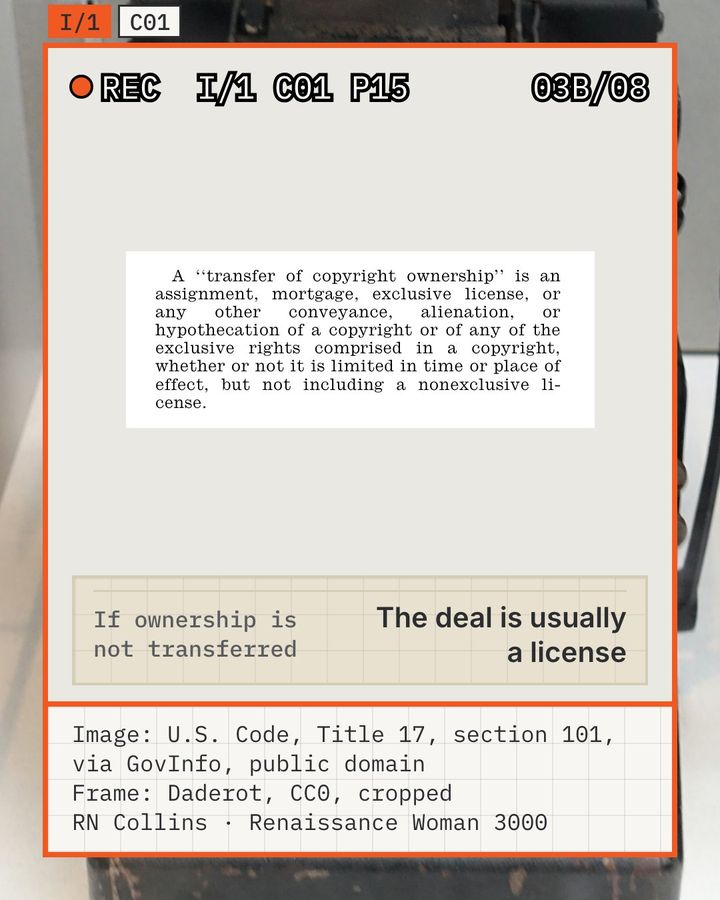 I/1 C01
REC I/1 C01 P15 03B/08
A ‘‘transfer of copyright ownership’’ is an
assignment, mortgage, exclusive license, or
any other conveyance, alienation, or
hypothecation of a copyright or of any of the
exclusive rights comprised in a copyright,
whether or not it is limited in time or place of
effect, but not including a nonexclusive li-
cense.
If ownership is
not transferred
The deal is usually
a license
Image: U.S. Code, Title 17, section 101,
via GovInfo, public domain
Frame: Daderot, CC0, cropped
RN Collins · Renaissance Woman 3000